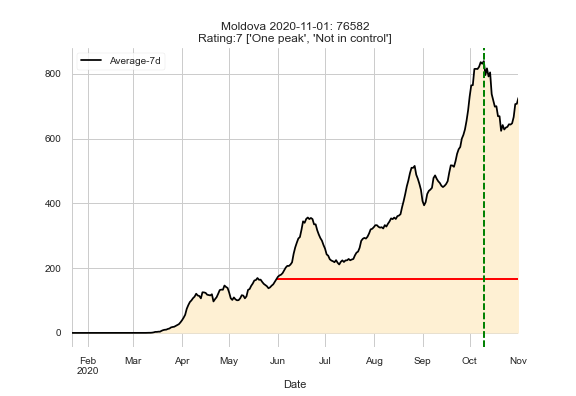 Moldova 2020-11-01: 76582
Rating:7 ['One peak', 'Not in control']
Average-7d
800
600
400
200
0
Feb Mar Apr May Jun Jul Aug Sep Oct Nov
2020
Date